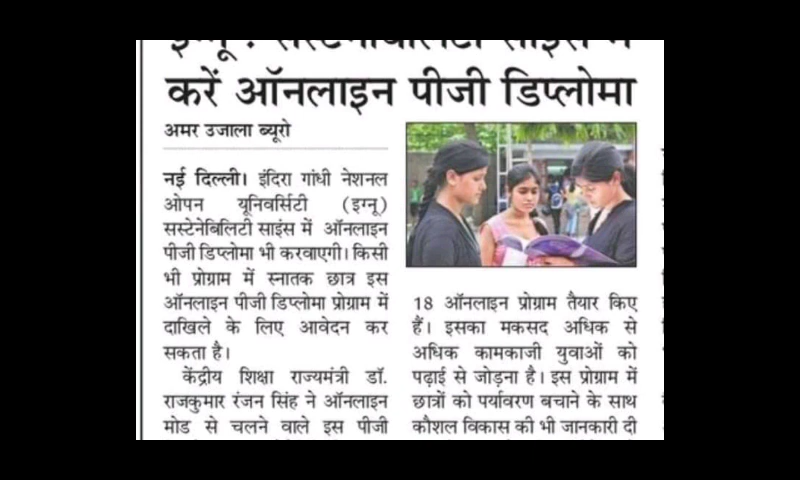 इग्नू : सस्टेनेबिलिटी साइंस में
करें ऑनलाइन पीजी डिप्लोमा
अमर उजाला ब्यूरो
नई दिल्ली। इंदिरा गांधी नेशनल
ओपन यूनिवर्सिटी (इग्नू)
सस्टेनेबिलिटी साइंस में ऑनलाइन
पीजी डिप्लोमा भी करवाएगी। किसी
भी प्रोग्राम में स्नातक छात्र इस
ऑनलाइन पीजी डिप्लोमा प्रोग्राम में
दाखिले के लिए आवेदन कर
सकता है।
केंद्रीय शिक्षा राज्यमंत्री डॉ.
राजकुमार रंजन सिंह ने ऑनलाइन
मोड से चलने वाले इस पीजी
18 ऑनलाइन प्रोग्राम तैयार किए
हैं। इसका मकसद अधिक से
अधिक कामकाजी युवाओं को
पढ़ाई से जोड़ना है। इस प्रोग्राम में
छात्रों को पर्यावरण बचाने के साथ
कौशल विकास की भी जानकारी दी